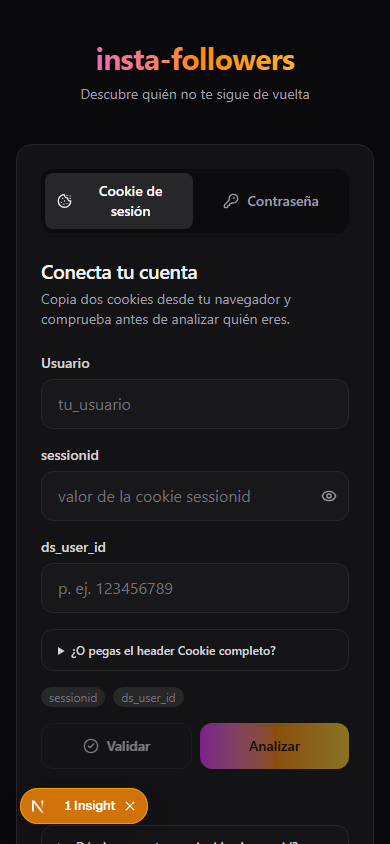 insta-followers
Descubre quién no te sigue de vuelta
Cookie de
sesión
Contraseña
Conecta tu cuenta
Copia dos cookies desde tu navegador y
comprueba antes de analizar quién eres.
Usuario
tu_usuario
sessionid
valor de la cookie sessionid
ds_user_id
p. ej. 123456789
¿O pegas el header Cookie completo?
sessionid ds_user_id
Validar
Analizar
N 1 Insight